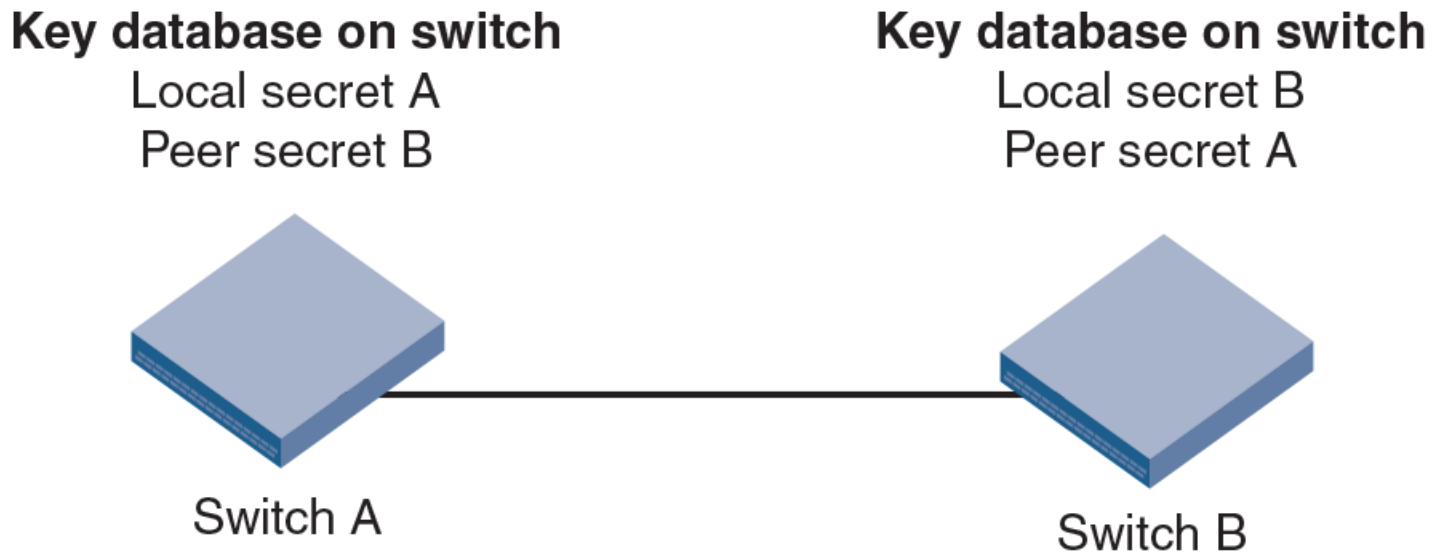 Key database on switch
Local secret A
Peer secret B
Key database on switch
Local secret B
Peer secret A
Switch A
Switch B